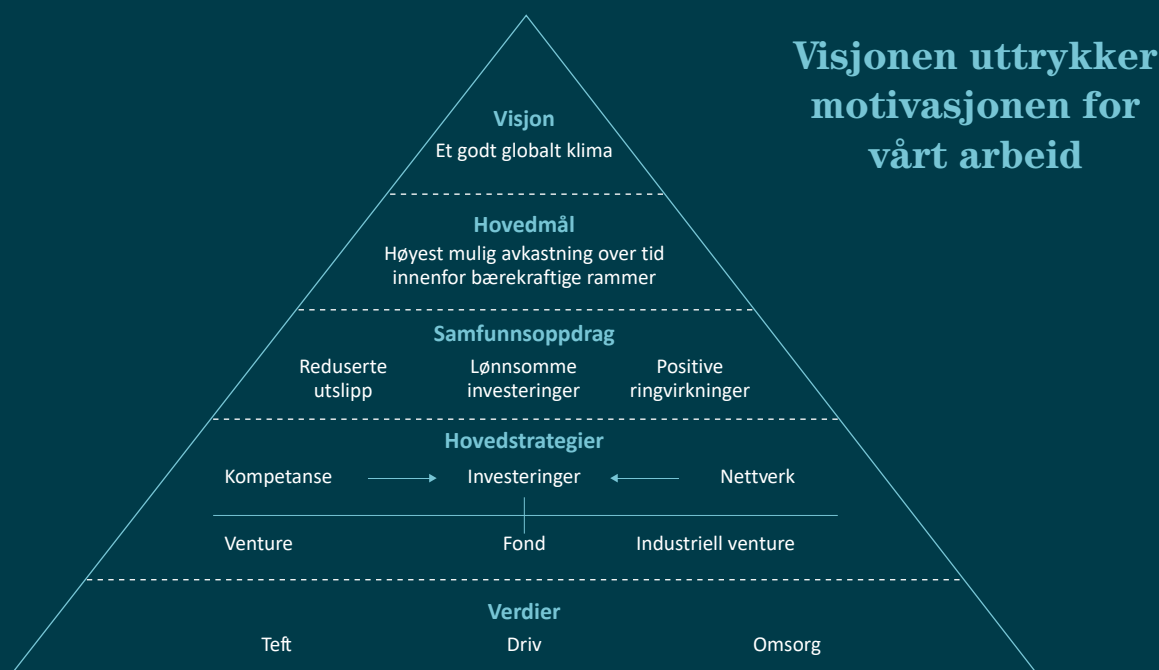 Visjonen uttrykker
motivasjonen for
vårt arbeid
Visjon
Et godt globalt klima
Hovedmål
Høyest mulig avkastning over tid
innenfor bærekraftige rammer
Samfunnsoppdrag
Reduserte
utslipp
Lønnsomme
investeringer
Positive
ringvirkninger
Hovedstrategier
Kompetanse Investeringer Nettverk
Venture Fond Industriell venture
Verdier
Teft Driv Omsorg